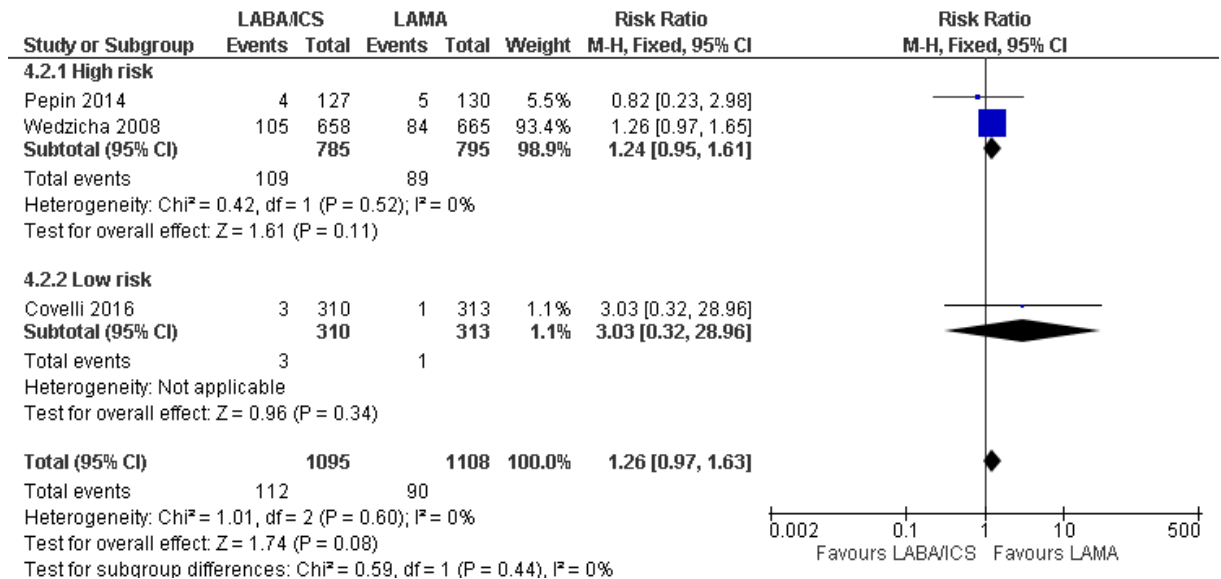 LABA/ICS LAMA Risk Ratio Risk Ratio
Study or Subgroup Events Total Events Total Weight M-H, Fixed, 95% CI M-H, Fixed, 95% CI
4.2.1 High risk
Pepin 2014 4 127 5 130 5.5% 0.82 [0.23, 2.98]
Wedzicha 2008 105 658 84 665 93.4% 1.26 [0.97, 1.65]
Subtotal (95% CI) 785 795 98.9% 1.24 [0.95, 1.61]
Total events 109 89
Heterogeneity: Chi² = 0.42, df = 1 (P = 0.52); I² = 0%
Test for overall effect: Z = 1.61 (P = 0.11)
4.2.2 Low risk
Covelli 2016 3 310 1 313 1.1% 3.03 [0.32, 28.96]
Subtotal (95% CI) 310 313 1.1% 3.03 [0.32, 28.96]
Total events 3 1
Heterogeneity: Not applicable
Test for overall effect: Z = 0.96 (P = 0.34)
Total (95% CI) 1095 1108 100.0% 1.26 [0.97, 1.63]
Total events 112 90
Heterogeneity: Chi² = 1.01, df = 2 (P = 0.60); I² = 0%
Test for overall effect: Z = 1.74 (P = 0.08)
Test for subgroup differences: Chi² = 0.59, df = 1 (P = 0.44), I² = 0%
0.002 0.1 1 10 500
Favours LABA/ICS Favours LAMA